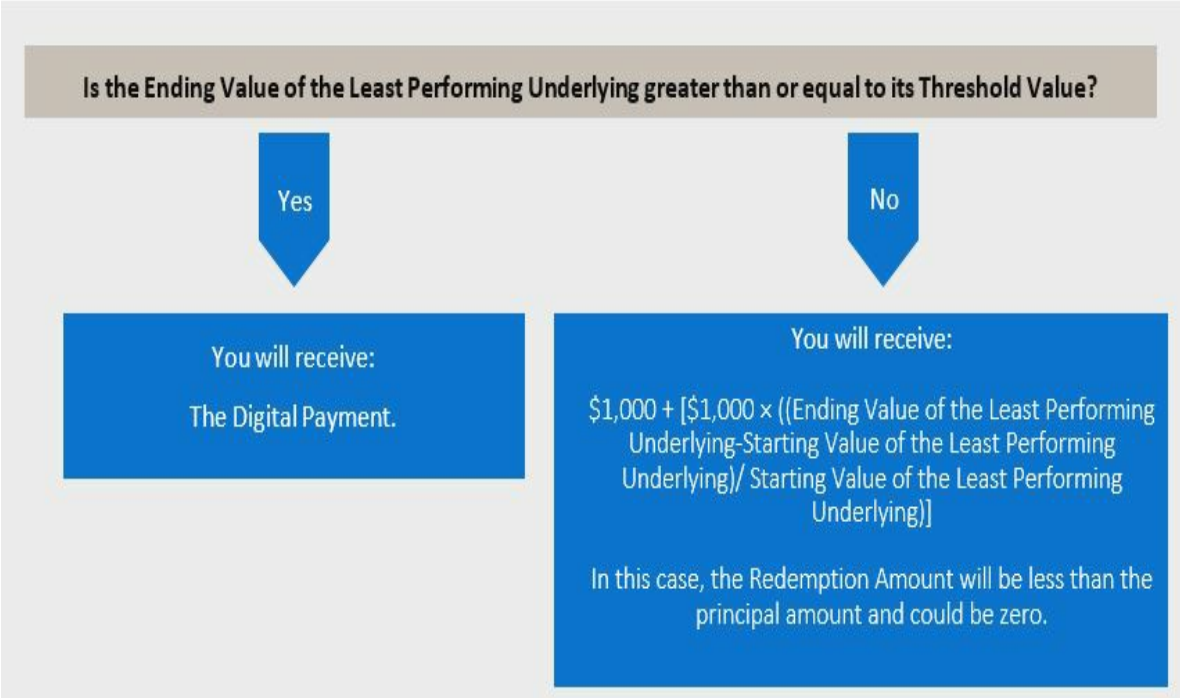 Is the Ending Value of the Least Performing Underlying greater than or equal to its Threshold Value?
Yes
No
You will receive:
The Digital Payment.
You will receive:
$1,000 + [$1,000 × ((Ending Value of the Least Performing
Underlying-Starting Value of the Least Performing
Underlying)/ Starting Value of the Least Performing
Underlying)]
In this case, the Redemption Amount will be less than the
principal amount and could be zero.